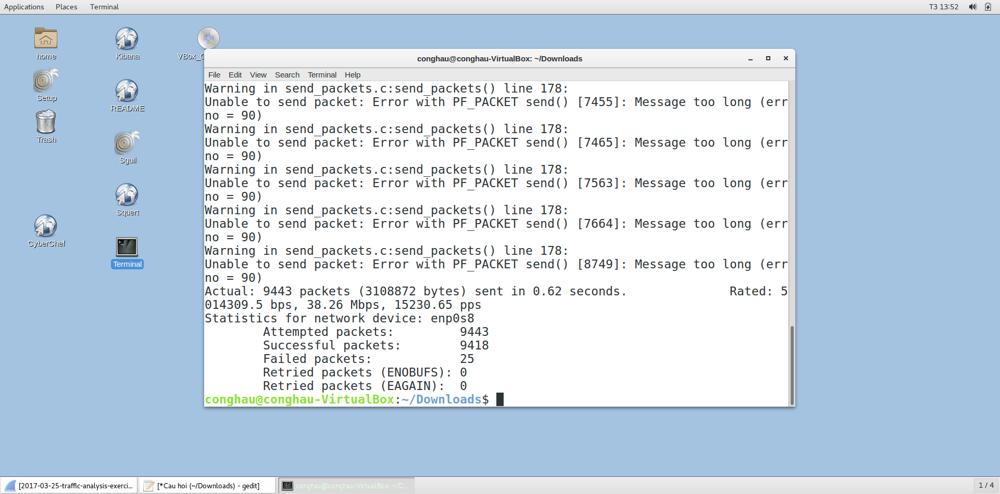 Applications Places Terminal T3 13:52
home
Kibana
VBox_G
Setup
README
Trash
Sguil
Squert
CyberChef
Terminal
conghau@conghau-VirtualBox: ~/Downloads
File Edit View Search Terminal Help
Warning in send_packets.c:send_packets() line 178:
Unable to send packet: Error with PF_PACKET send() [7455]: Message too long (err
no = 90)
Warning in send_packets.c:send_packets() line 178:
Unable to send packet: Error with PF_PACKET send() [7465]: Message too long (err
no = 90)
Warning in send_packets.c:send_packets() line 178:
Unable to send packet: Error with PF_PACKET send() [7563]: Message too long (err
no = 90)
Warning in send_packets.c:send_packets() line 178:
Unable to send packet: Error with PF_PACKET send() [7664]: Message too long (err
no = 90)
Warning in send_packets.c:send_packets() line 178:
Unable to send packet: Error with PF_PACKET send() [8749]: Message too long (err
no = 90)
Actual: 9443 packets (3108872 bytes) sent in 0.62 seconds. Rated: 5
014309.5 bps, 38.26 Mbps, 15230.65 pps
Statistics for network device: enp0s8
Attempted packets: 9443
Successful packets: 9418
Failed packets: 25
Retried packets (ENOBUFS): 0
Retried packets (EAGAIN): 0
conghau@conghau-VirtualBox:~/Downloads$
[2017-03-25-traffic-analysis-exerci... [*Cau hoi (~/Downloads) - gedit] conghau@conghau-VirtualBox: ~/D... 1 / 4